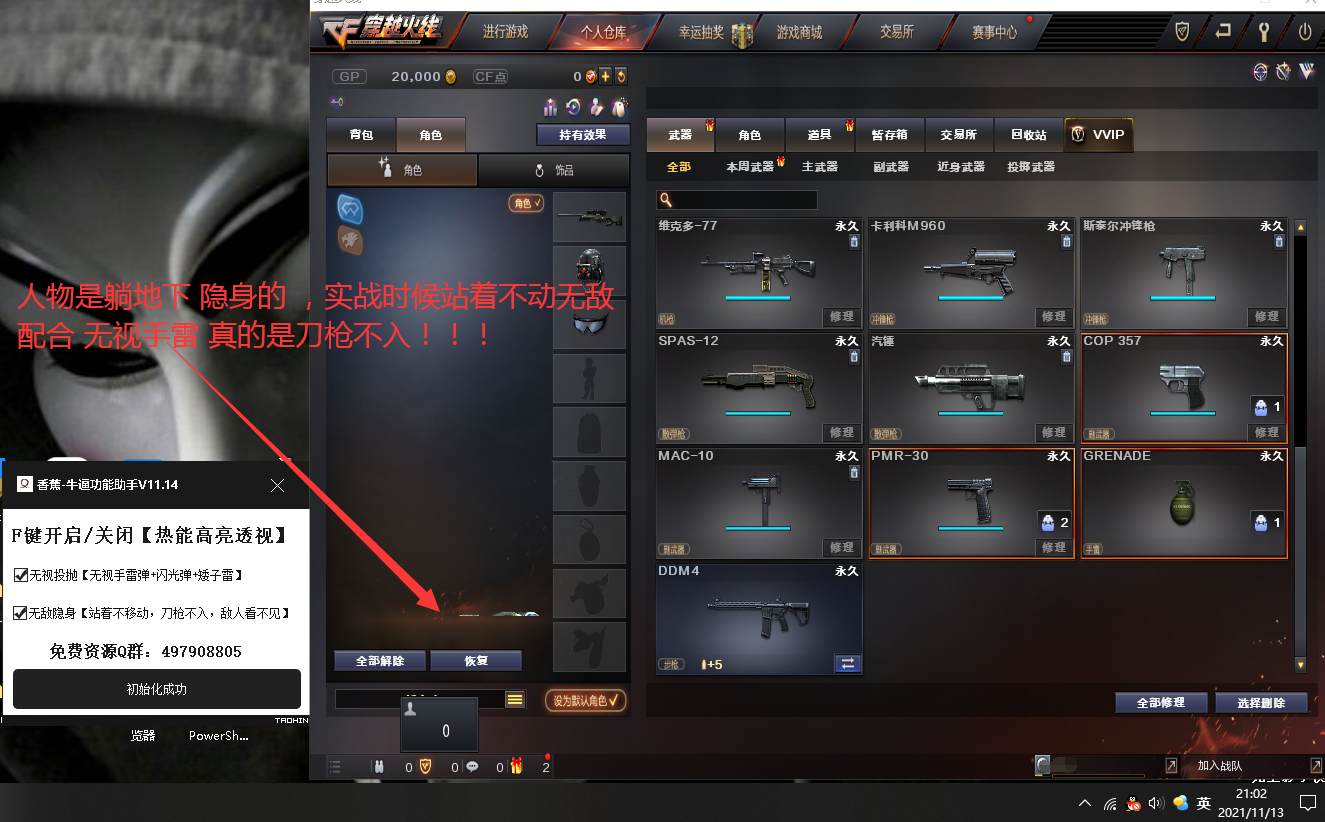 穿越火线
进行游戏
个人仓库
幸运抽奖
游戏商城
交易所
赛事中心
GP
20,000
CF点
0
背包
角色
持有效果
角色
饰品
角色 √
武器
角色
道具
暂存箱
交易所
回收站
VVIP
全部
本周武器
主武器
副武器
近身武器
投掷武器
维克多-77
永久
机枪
修理
卡利科M960
永久
冲锋枪
修理
斯泰尔冲锋枪
永久
冲锋枪
修理
SPAS-12
永久
散弹枪
修理
汽锤
永久
散弹枪
修理
COP 357
永久
1
副武器
修理
MAC-10
永久
副武器
修理
PMR-30
永久
2
副武器
修理
GRENADE
永久
1
手雷
DDM4
永久
步枪
+5
人物是躺地下 隐身的 ，实战时候站着不动无敌
配合 无视手雷 真的是刀枪不入！！！
香蕉-牛逼功能助手V11.14
F键开启/关闭【热能高亮透视】
无视投抛【无视手雷弹+闪光弹+矮子雷】
无敌隐身【站着不移动，刀枪不入，敌人看不见】
免费资源Q群：497908805
初始化成功
TAOHIN
览器
PowerSh...
全部解除
恢复
设为默认角色 √
0
全部修理
选择删除
0
0
0
2
加入战队
英
21:02
2021/11/13